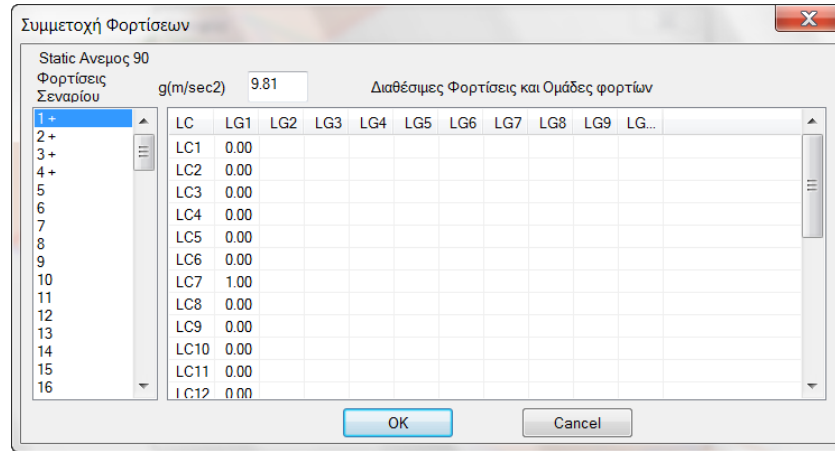 Συμμετοχή Φορτίσεων
Static Ανεμος 90
Φορτίσεις Σεναρίου
g(m/sec2) 9.81 Διαθέσιμες Φορτίσεις και Ομάδες φορτίων
1 +
2 +
3 +
4 +
5
6
7
8
9
10
11
12
13
14
15
16
LC LG1 LG2 LG3 LG4 LG5 LG6 LG7 LG8 LG9 LG...
LC1 0.00
LC2 0.00
LC3 0.00
LC4 0.00
LC5 0.00
LC6 0.00
LC7 1.00
LC8 0.00
LC9 0.00
LC10 0.00
LC11 0.00
LC12 0.00
OK Cancel